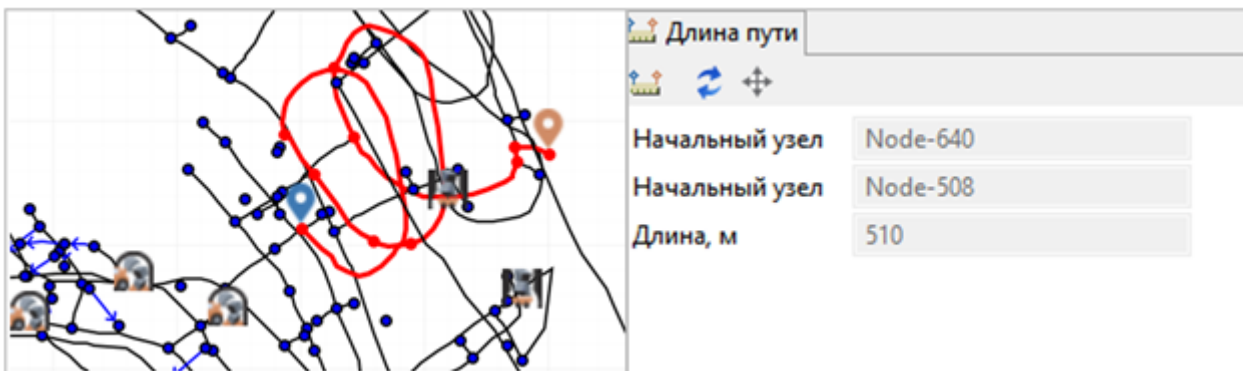 Длина пути
Начальный узел Node-640
Начальный узел Node-508
Длина, м 510